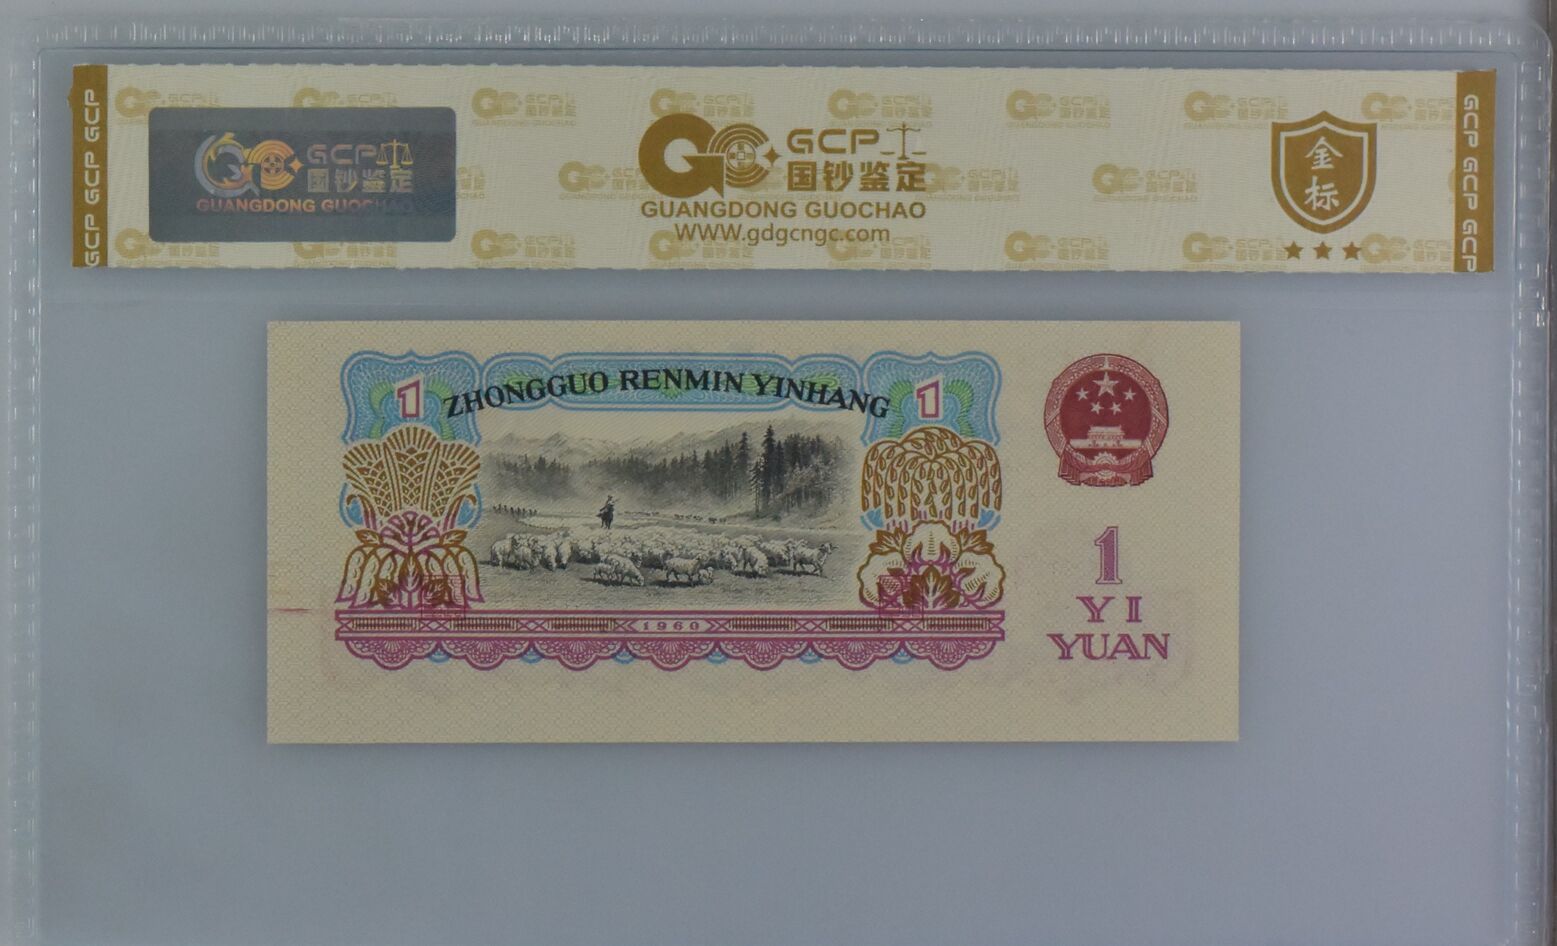 GCP GCP GCP
GCP
国钞鉴定
GUANGDONG GUOCHAO
GCP
国钞鉴定
GUANGDONG GUOCHAO
WWW.gdgcngc.com
金
标
GCP GCP GCP
1
ZHONGGUO RENMIN YINHANG
1
1960
1
YI
YUAN